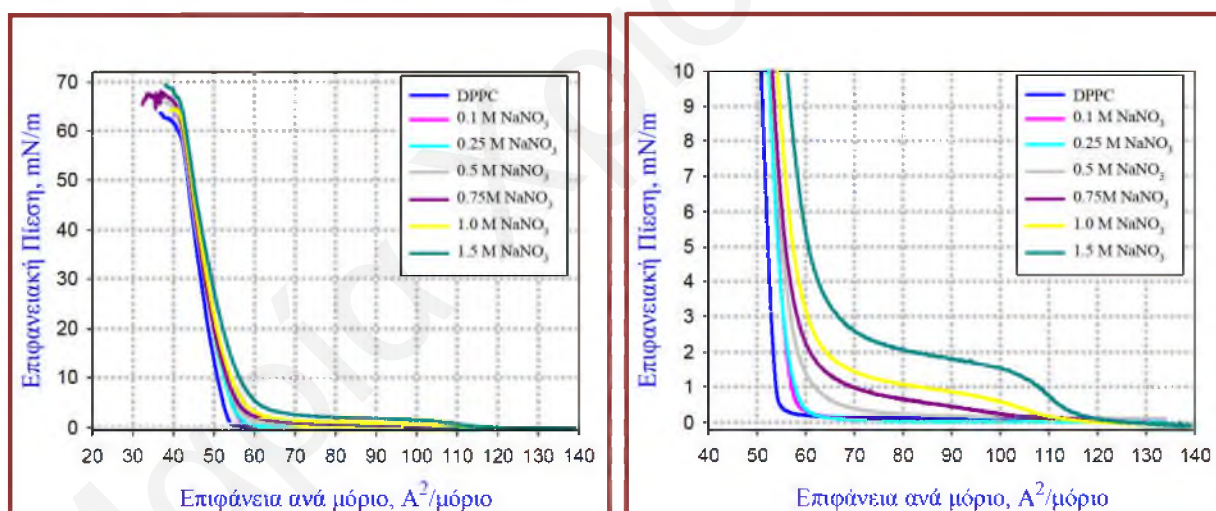 70
60
50
40
30
20
10
0
20 30 40 50 60 70 80 90 100 110 120 130 140
Επιφανειακή Πίεση, mN/m
Επιφάνεια ανά μόριο, A²/μόριο
DPPC
0.1 M NaNO₃
0.25 M NaNO₃
0.5 M NaNO₃
0.75M NaNO₃
1.0 M NaNO₃
1.5 M NaNO₃
10
9
8
7
6
5
4
3
2
1
0
40 50 60 70 80 90 100 110 120 130 140
Επιφανειακή Πίεση, mN/m
Επιφάνεια ανά μόριο, A²/μόριο
DPPC
0.1 M NaNO₃
0.25 M NaNO₃
0.5 M NaNO₃
0.75M NaNO₃
1.0 M NaNO₃
1.5 M NaNO₃